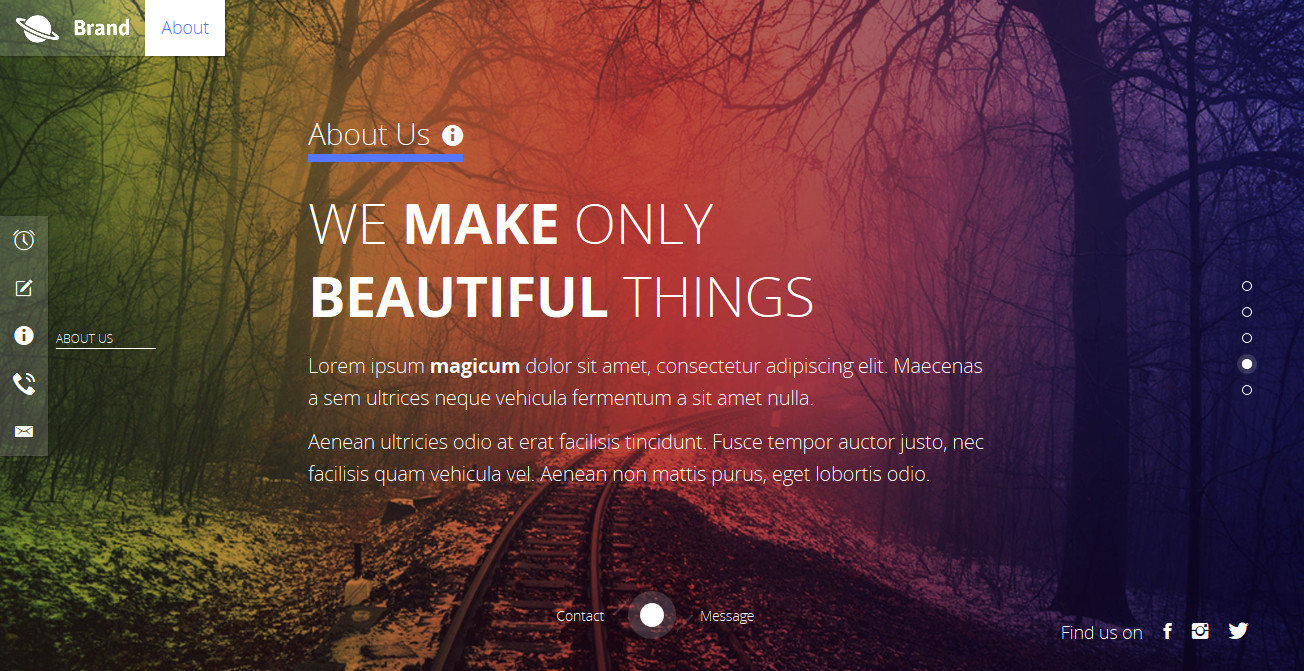 Brand
About
About Us
WE MAKE ONLY
BEAUTIFUL THINGS
ABOUT US
Lorem ipsum magicum dolor sit amet, consectetur adipiscing elit. Maecenas
a sem ultrices neque vehicula fermentum a sit amet nulla.
Aenean ultricies odio at erat facilisis tincidunt. Fusce tempor auctor justo, nec
facilisis quam vehicula vel. Aenean non mattis purus, eget lobortis odio.
Contact
Message
Find us on